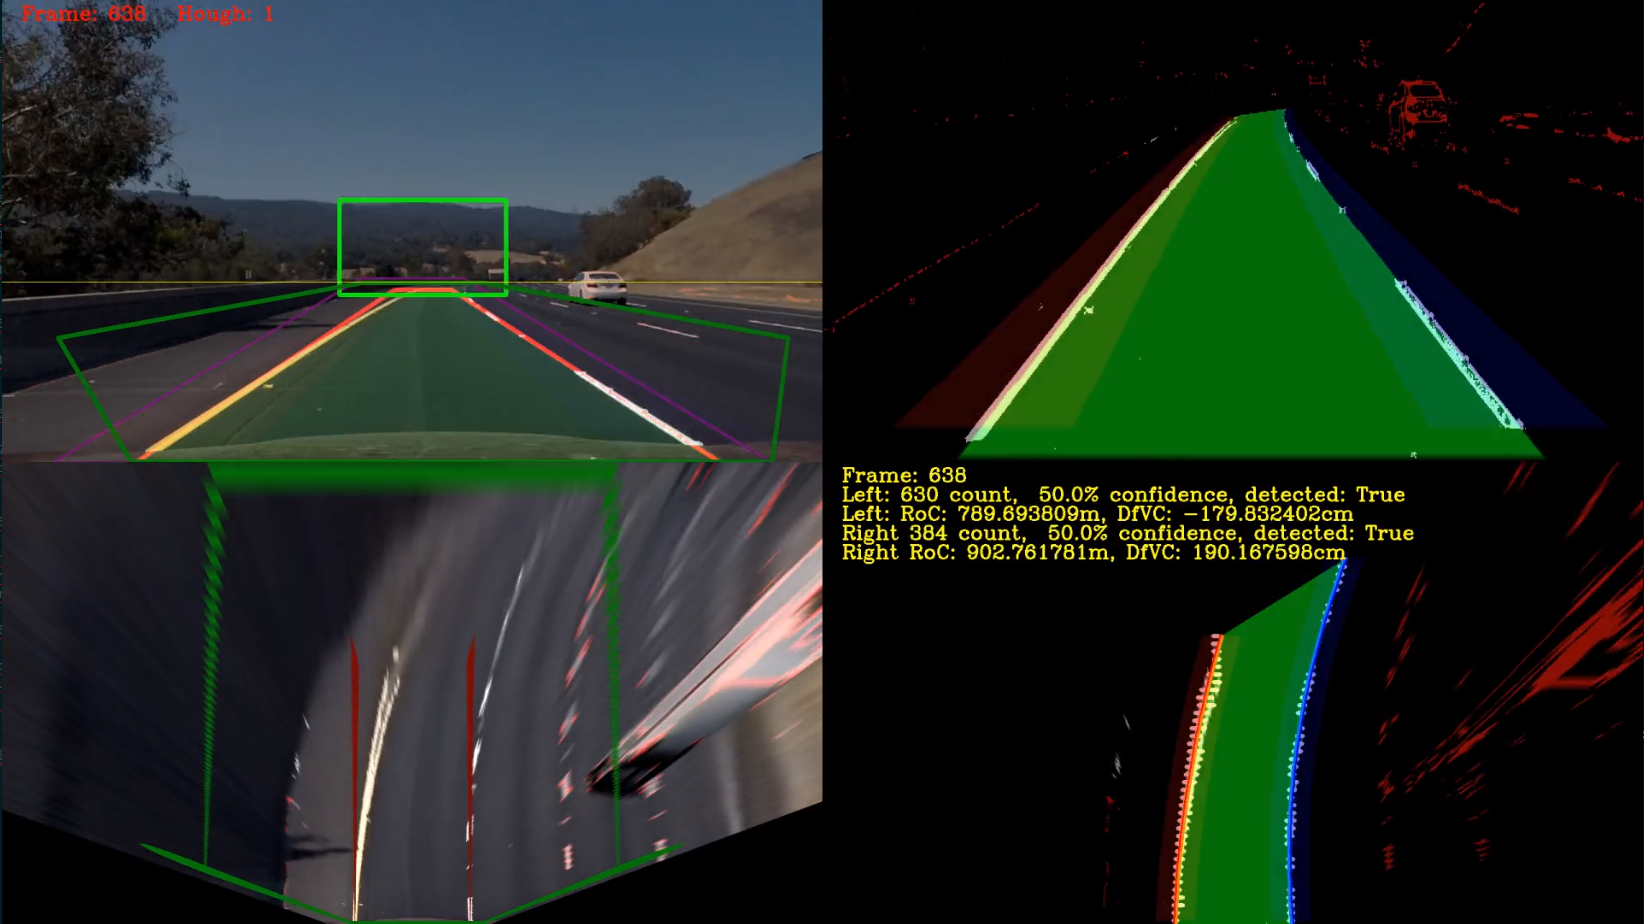 Frame: 638   Hough: 1
Frame: 638
Left: 630 count,  50.0% confidence, detected: True
Left: RoC: 789.693809m, DfVC: −179.832402cm
Right 384 count,  50.0% confidence, detected: True
Right RoC: 902.761781m, DfVC: 190.167598cm